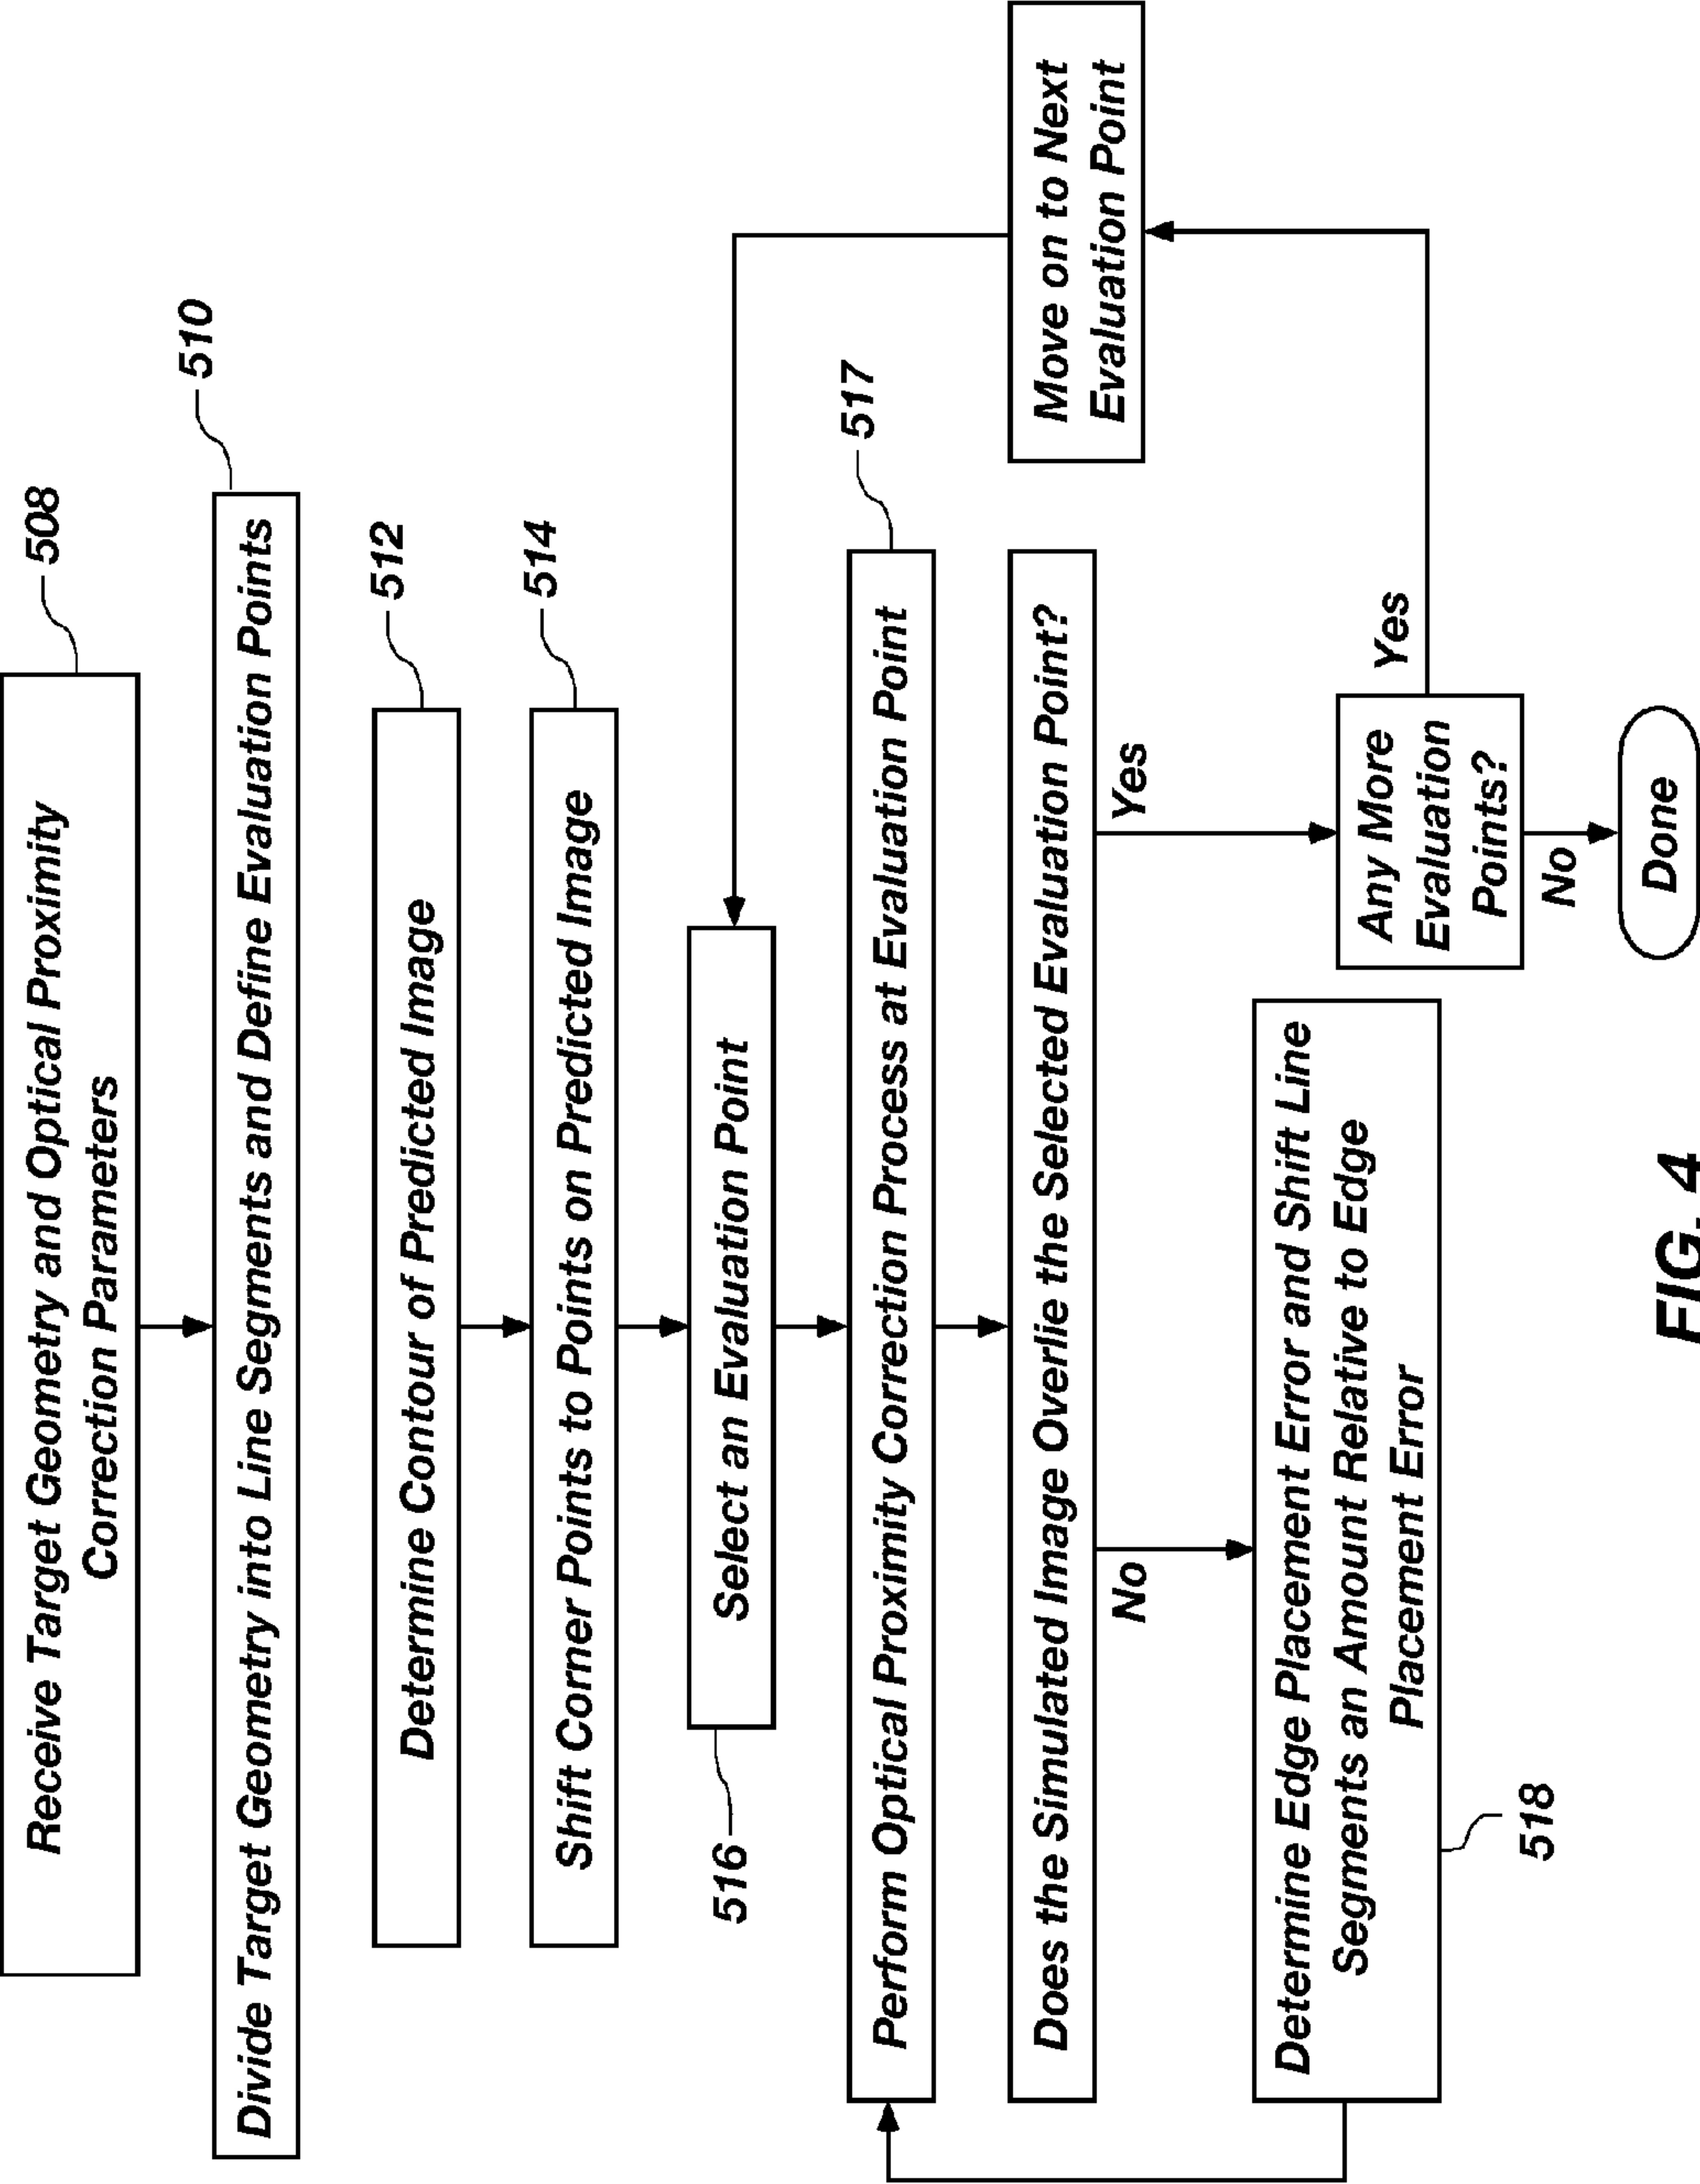 508
Receive Target Geometry and Optical Proximity
Correction Parameters
510
Divide Target Geometry into Line Segments and Define Evaluation Points
512
Determine Contour of Predicted Image
514
Shift Corner Points to Points on Predicted Image
516
Select an Evaluation Point
517
Perform Optical Proximity Correction Process at Evaluation Point
Does the Simulated Image Overlie the Selected Evaluation Point?
Move on to Next
Evaluation Point
No
Yes
Determine Edge Placement Error and Shift Line
Segments an Amount Relative to Edge
Placement Error
518
Any More
Evaluation
Points?
Yes
No
Done
FIG. 4